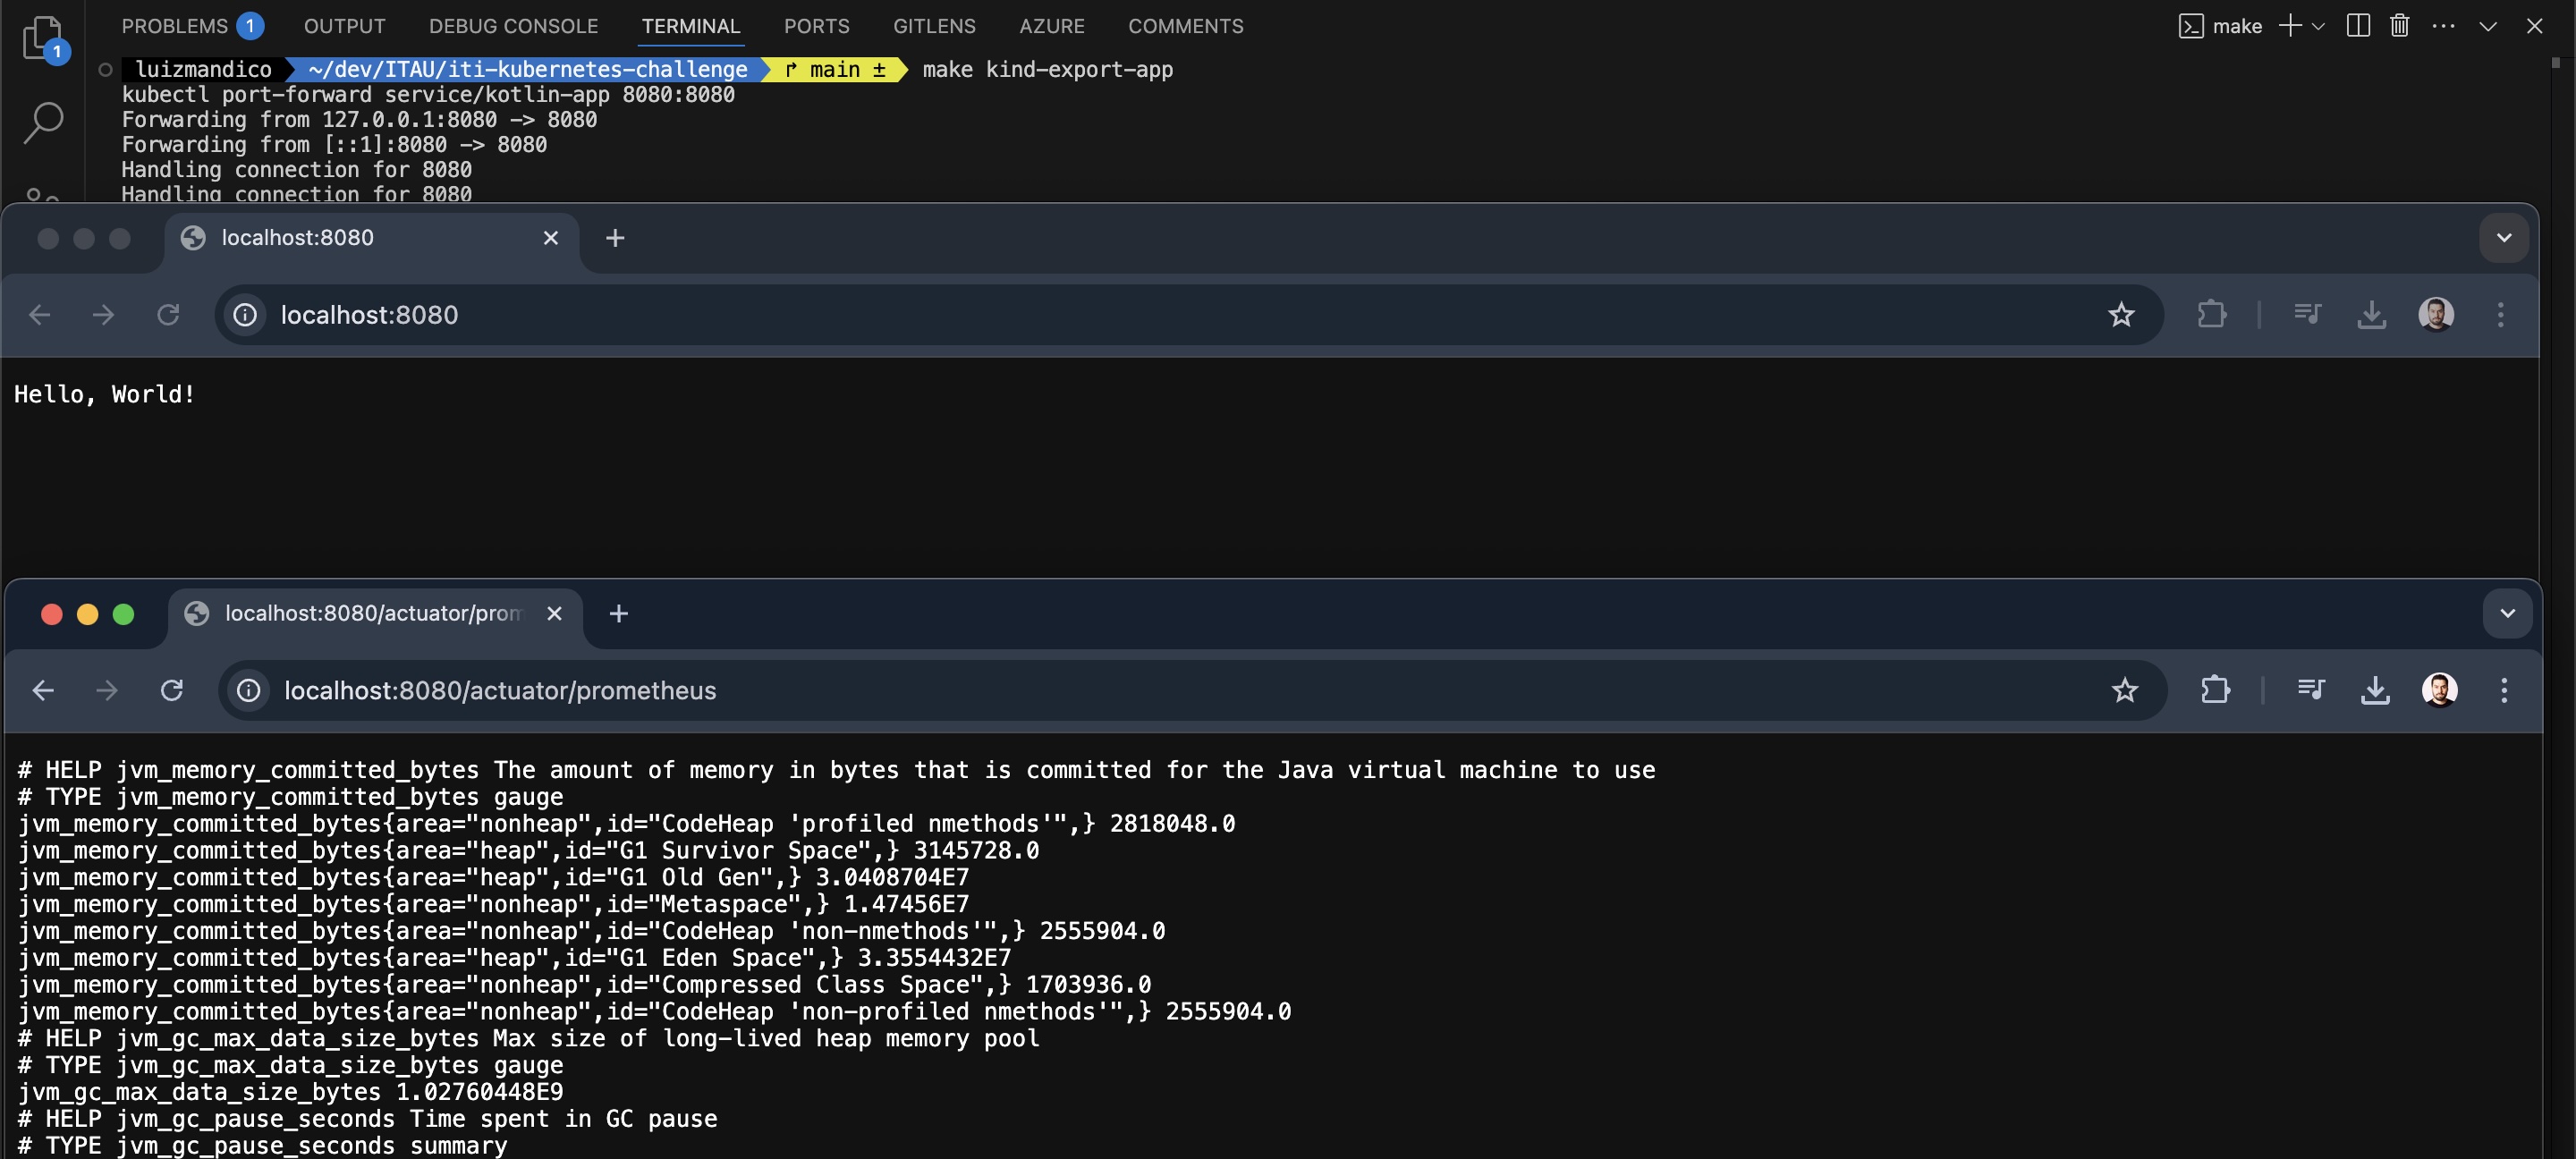 PROBLEMS 1 OUTPUT DEBUG CONSOLE TERMINAL PORTS GITLENS AZURE COMMENTS make
1
luizmandico ~/dev/ITAU/iti-kubernetes-challenge main ± make kind-export-app
kubectl port-forward service/kotlin-app 8080:8080
Forwarding from 127.0.0.1:8080 -> 8080
Forwarding from [::1]:8080 -> 8080
Handling connection for 8080
Handling connection for 8080
localhost:8080
localhost:8080
Hello, World!
localhost:8080/actuator/prom
localhost:8080/actuator/prometheus
# HELP jvm_memory_committed_bytes The amount of memory in bytes that is committed for the Java virtual machine to use
# TYPE jvm_memory_committed_bytes gauge
jvm_memory_committed_bytes{area="nonheap",id="CodeHeap 'profiled nmethods'",} 2818048.0
jvm_memory_committed_bytes{area="heap",id="G1 Survivor Space",} 3145728.0
jvm_memory_committed_bytes{area="heap",id="G1 Old Gen",} 3.0408704E7
jvm_memory_committed_bytes{area="nonheap",id="Metaspace",} 1.47456E7
jvm_memory_committed_bytes{area="nonheap",id="CodeHeap 'non-nmethods'",} 2555904.0
jvm_memory_committed_bytes{area="heap",id="G1 Eden Space",} 3.3554432E7
jvm_memory_committed_bytes{area="nonheap",id="Compressed Class Space",} 1703936.0
jvm_memory_committed_bytes{area="nonheap",id="CodeHeap 'non-profiled nmethods'",} 2555904.0
# HELP jvm_gc_max_data_size_bytes Max size of long-lived heap memory pool
# TYPE jvm_gc_max_data_size_bytes gauge
jvm_gc_max_data_size_bytes 1.02760448E9
# HELP jvm_gc_pause_seconds Time spent in GC pause
# TYPE jvm_gc_pause_seconds summary